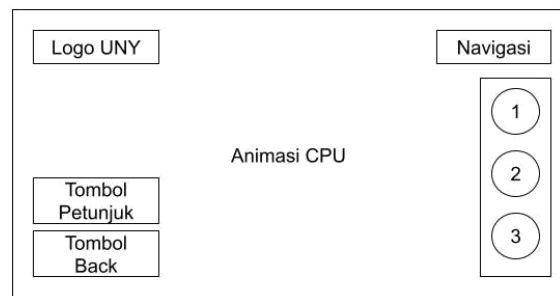 Logo UNY
Navigasi
1
Animasi CPU
2
Tombol
Petunjuk
3
Tombol
Back